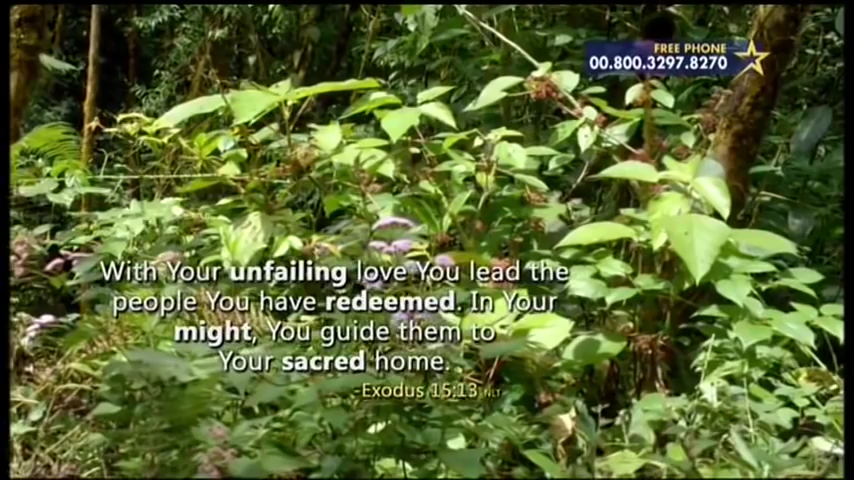 FREE PHONE
00.800.3297.8270
With Your unfailing love You lead the
people You have redeemed. In Your
might, You guide them to
Your sacred home.
-Exodus 15:13 NLT